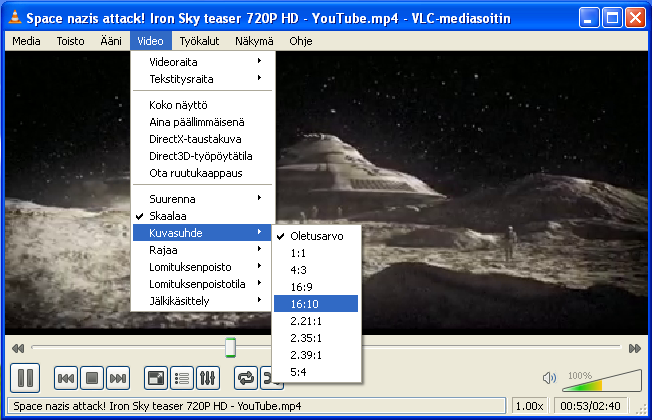 Space nazis attack! Iron Sky teaser 720P HD - YouTube.mp4 - VLC-mediasoitin
Media Toisto Ääni Video Työkalut Näkymä Ohje
Videoraita
Tekstitysraita
Koko näyttö
Aina päällimmäisenä
DirectX-taustakuva
Direct3D-työpöytätila
Ota ruutukaappaus
Suurenna
Skaalaa
Kuvasuhde
Rajaa
Lomituksenpoisto
Lomituksenpoistotila
Jälkikäsittely
Oletusarvo
1:1
4:3
16:9
16:10
2.21:1
2.35:1
2.39:1
5:4
100%
Space nazis attack! Iron Sky teaser 720P HD - YouTube.mp4
1.00x
00:53/02:40